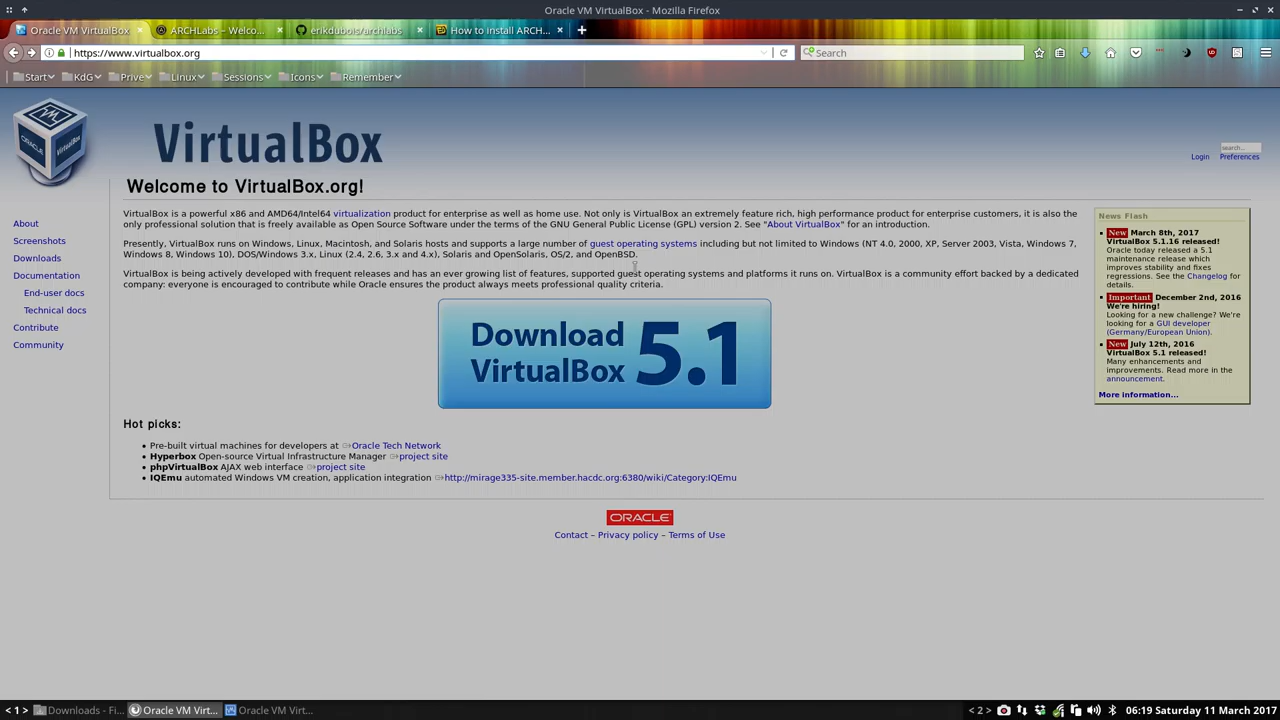 Oracle VM VirtualBox - Mozilla Firefox
Oracle VM VirtualBox × ARCHLabs – Welco... × erikdubois/archlabs × How to install ARCH... × +
https://www.virtualbox.org
Search
Start KdG Prive Linux Sessions Icons Remember
VirtualBox
search...
Login Preferences
Welcome to VirtualBox.org!
About
Screenshots
Downloads
Documentation
End-user docs
Technical docs
Contribute
Community
VirtualBox is a powerful x86 and AMD64/Intel64 virtualization product for enterprise as well as home use. Not only is VirtualBox an extremely feature rich, high performance product for enterprise customers, it is also the
only professional solution that is freely available as Open Source Software under the terms of the GNU General Public License (GPL) version 2. See "About VirtualBox" for an introduction.
Presently, VirtualBox runs on Windows, Linux, Macintosh, and Solaris hosts and supports a large number of guest operating systems including but not limited to Windows (NT 4.0, 2000, XP, Server 2003, Vista, Windows 7,
Windows 8, Windows 10), DOS/Windows 3.x, Linux (2.4, 2.6, 3.x and 4.x), Solaris and OpenSolaris, OS/2, and OpenBSD.
VirtualBox is being actively developed with frequent releases and has an ever growing list of features, supported guest operating systems and platforms it runs on. VirtualBox is a community effort backed by a dedicated
company: everyone is encouraged to contribute while Oracle ensures the product always meets professional quality criteria.
Download
VirtualBox 5.1
Hot picks:
Pre-built virtual machines for developers at Oracle Tech Network
Hyperbox Open-source Virtual Infrastructure Manager project site
phpVirtualBox AJAX web interface project site
IQEmu automated Windows VM creation, application integration http://mirage335-site.member.hacdc.org:6380/wiki/Category:IQEmu
News Flash
New March 8th, 2017
VirtualBox 5.1.16 released!
Oracle today released a 5.1
maintenance release which
improves stability and fixes
regressions. See the Changelog for
details.
Important December 2nd, 2016
We're hiring!
Looking for a new challenge? We're
looking for a GUI developer
(Germany/European Union).
New July 12th, 2016
VirtualBox 5.1 released!
Many enhancements and
improvements. Read more in the
announcement.
More information...
ORACLE
Contact – Privacy policy – Terms of Use
< 1 > Downloads - Fi... Oracle VM Virt... Oracle VM Virt... < 2 > 06:19 Saturday 11 March 2017